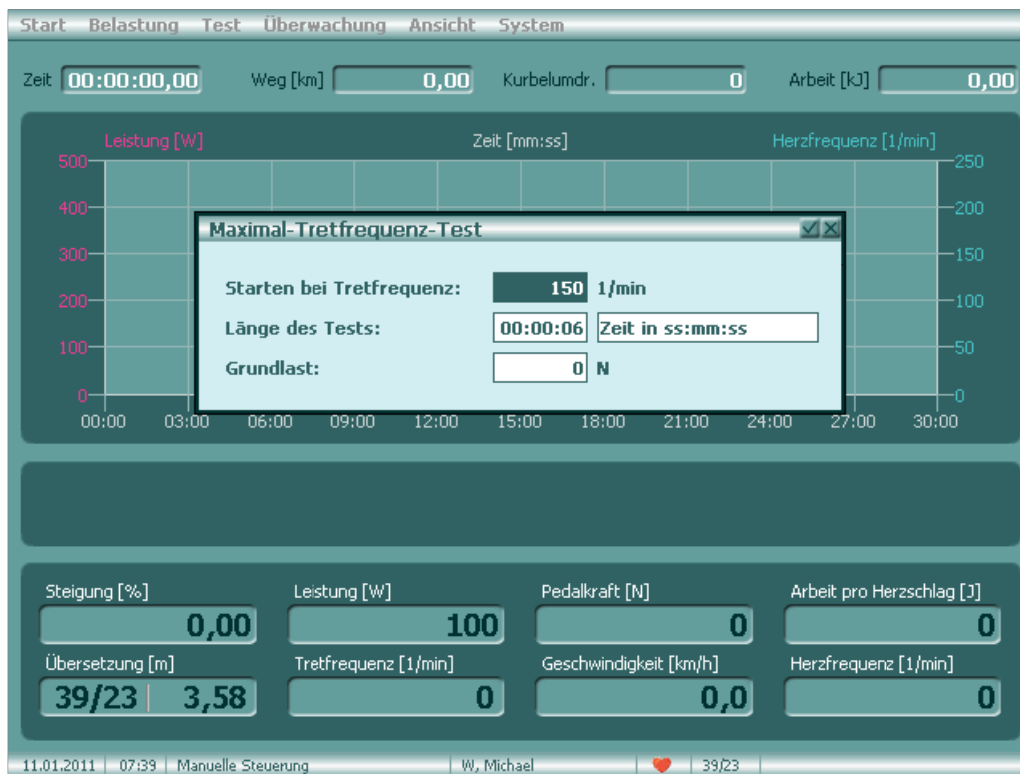 Start Belastung Test Überwachung Ansicht System
Zeit 00:00:00,00 Weg [km] 0,00 Kurbelumdr. 0 Arbeit [kJ] 0,00
Leistung [W] Zeit [mm:ss] Herzfrequenz [1/min]
500 250
400 200
Maximal-Tretfrequenz-Test
300 150
Starten bei Tretfrequenz: 150 1/min
200 100
Länge des Tests: 00:00:06 Zeit in ss:mm:ss
100 50
Grundlast: 0 N
0 0
00:00 03:00 06:00 09:00 12:00 15:00 18:00 21:00 24:00 27:00 30:00
Steigung [%] Leistung [W] Pedalkraft [N] Arbeit pro Herzschlag [J]
0,00 100 0 0
Übersetzung [m] Tretfrequenz [1/min] Geschwindigkeit [km/h] Herzfrequenz [1/min]
39/23 3,58 0 0,0 0
11.01.2011 07:39 Manuelle Steuerung W, Michael 39/23